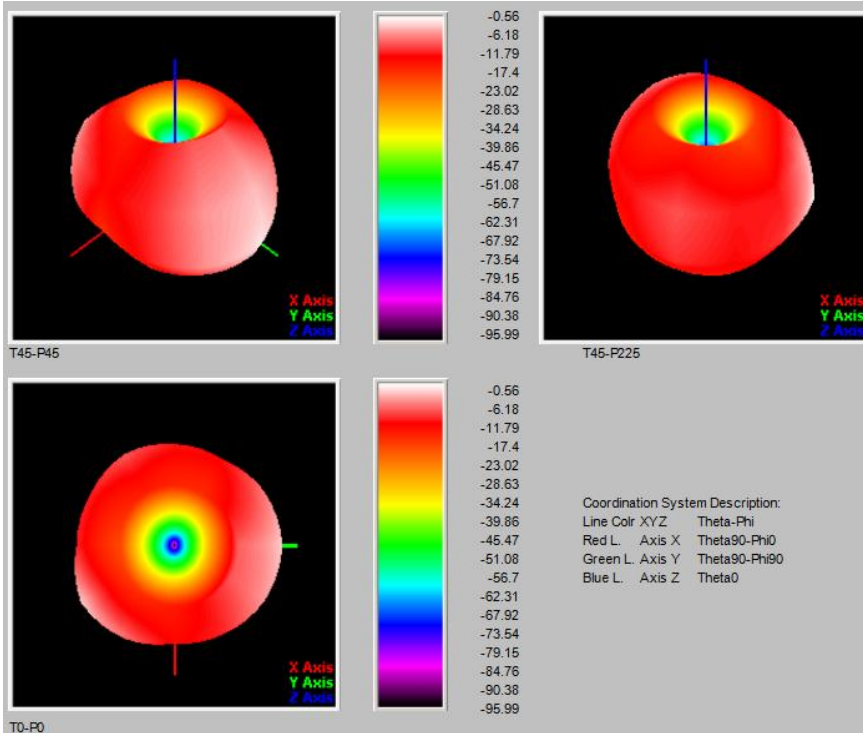 -0.56
-6.18
-11.79
-17.4
-23.02
-28.63
-34.24
-39.86
-45.47
-51.08
-56.7
-62.31
-67.92
-73.54
-79.15
-84.76
-90.38
-95.99
X Axis
Y Axis
Z Axis
T45-P45
X Axis
Y Axis
Z Axis
T45-P225
-0.56
-6.18
-11.79
-17.4
-23.02
-28.63
-34.24
-39.86
-45.47
-51.08
-56.7
-62.31
-67.92
-73.54
-79.15
-84.76
-90.38
-95.99
X Axis
Y Axis
Z Axis
T0-P0
Coordination System Description:
Line Colr XYZ Theta-Phi
Red L. Axis X Theta90-Phi0
Green L. Axis Y Theta90-Phi90
Blue L. Axis Z Theta0